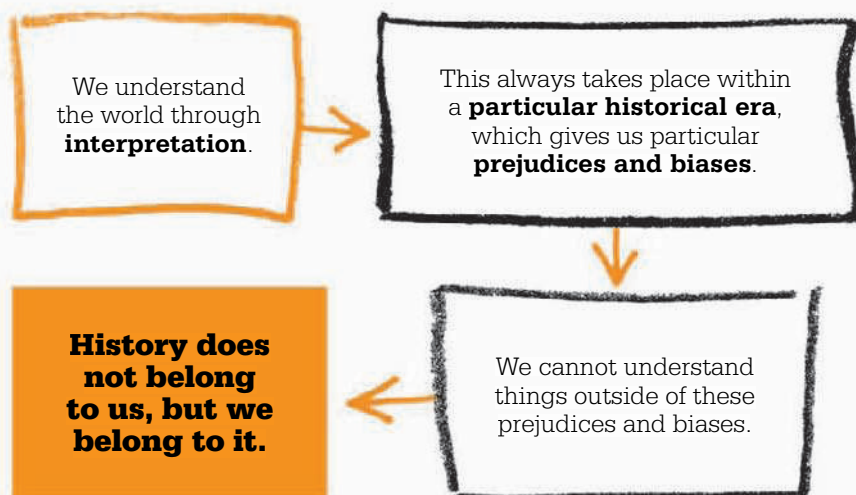 We understand
the world through
interpretation.
This always takes place within
a particular historical era,
which gives us particular
prejudices and biases.
We cannot understand
things outside of these
prejudices and biases.
History does
not belong
to us, but we
belong to it.